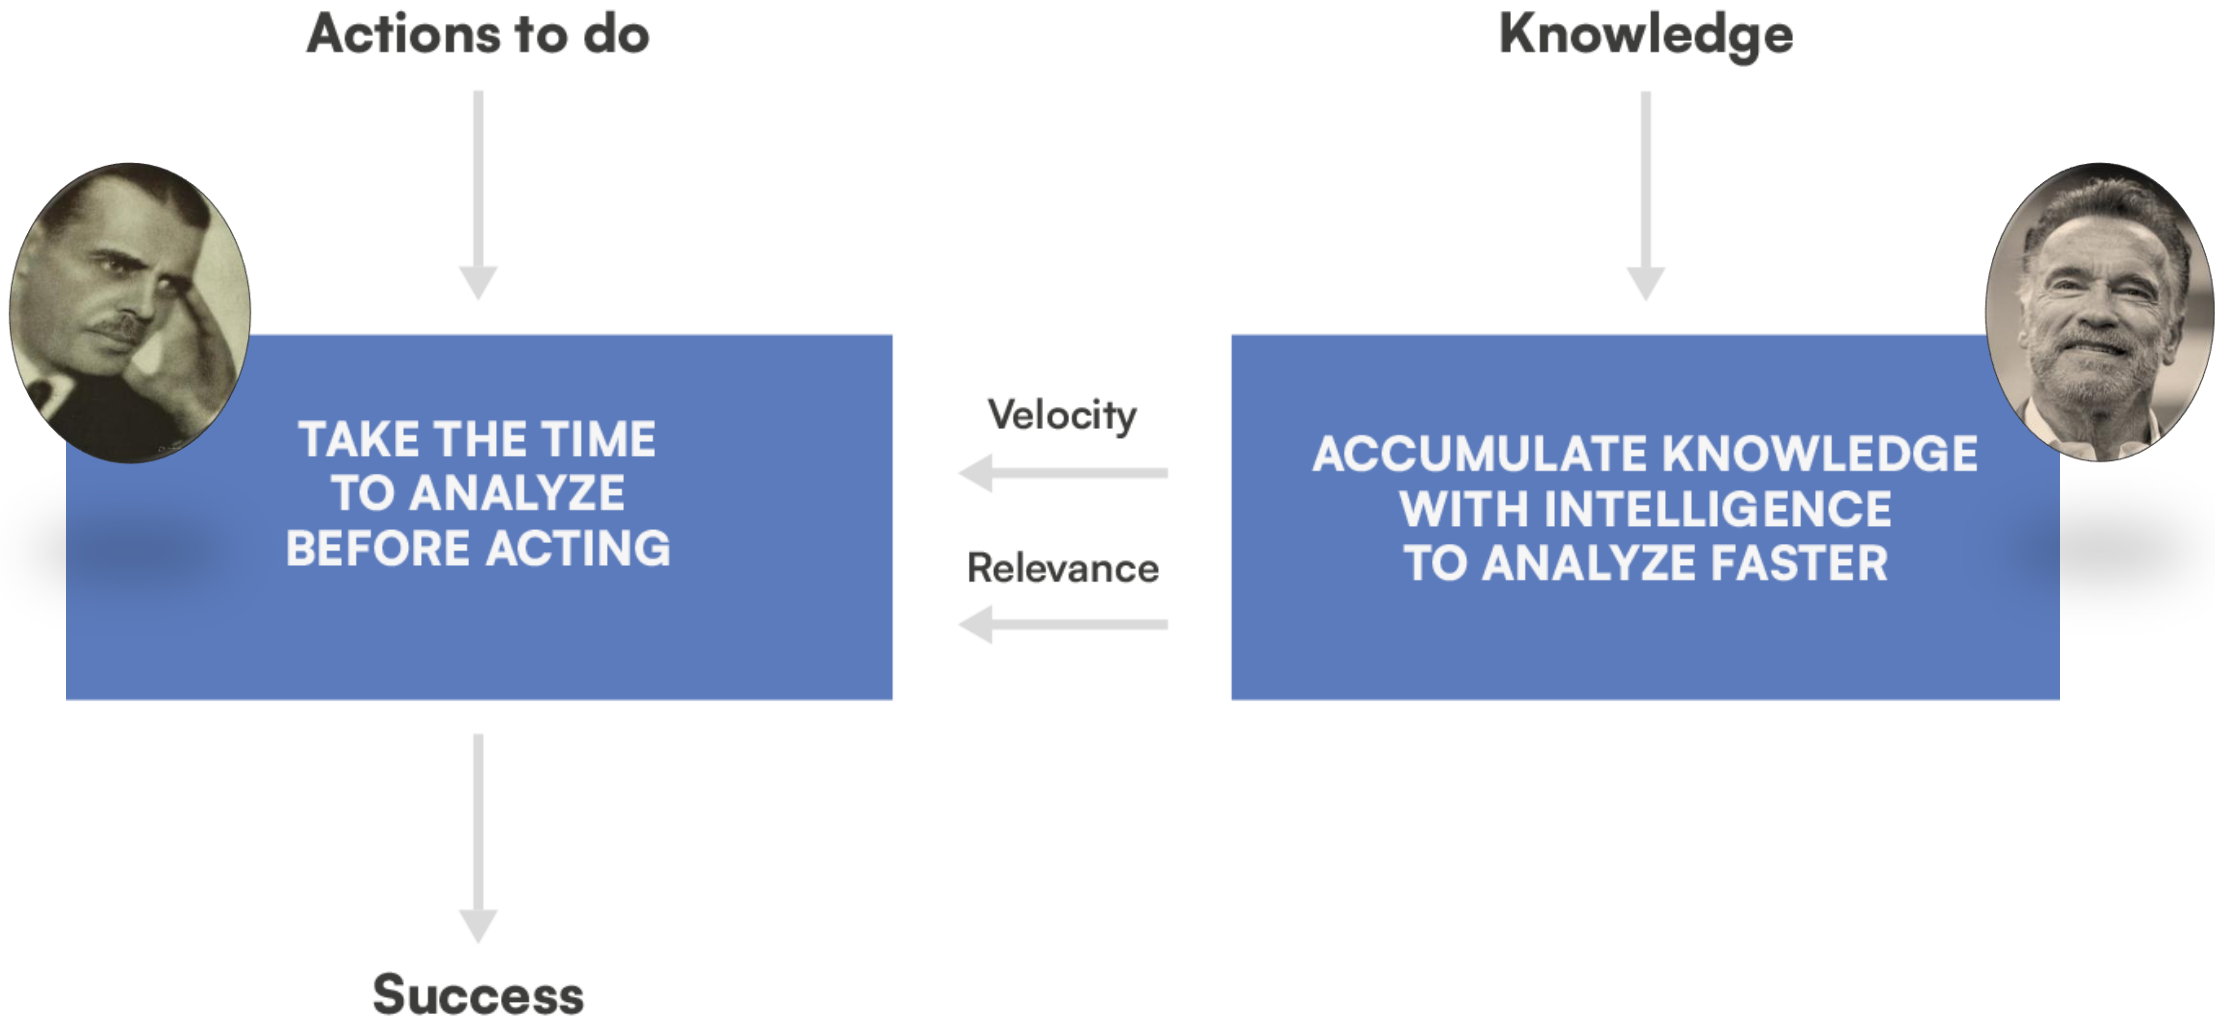 Actions to do
Knowledge
TAKE THE TIME
TO ANALYZE
BEFORE ACTING
Velocity
Relevance
ACCUMULATE KNOWLEDGE
WITH INTELLIGENCE
TO ANALYZE FASTER
Success